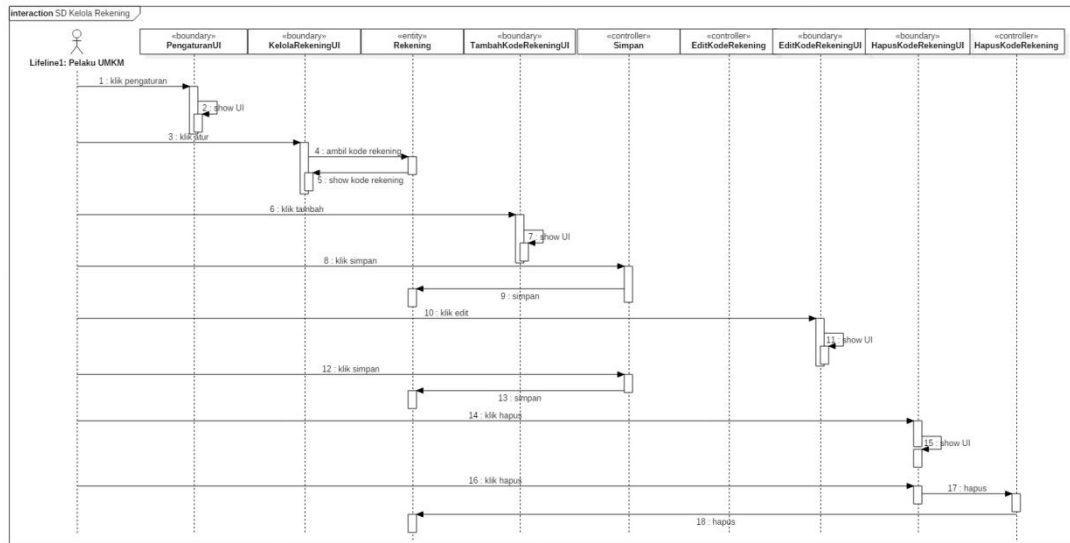 interaction SD Kelola Rekening
Lifeline1: Pelaku UMKM
«boundary»
PengaturanUI
«boundary»
KelolaRekeningUI
«entity»
Rekening
«boundary»
TambahKodeRekeningUI
«controller»
Simpan
«controller»
EditKodeRekening
«boundary»
EditKodeRekeningUI
«boundary»
HapusKodeRekeningUI
«controller»
HapusKodeRekening
1 : klik pengaturan
2 : show UI
3 : klik atur
4 : ambil kode rekening
5 : show kode rekening
6 : klik tambah
7 : show UI
8 : klik simpan
9 : simpan
10 : klik edit
11 : show UI
12 : klik simpan
13 : simpan
14 : klik hapus
15 : show UI
16 : klik hapus
17 : hapus
18 : hapus